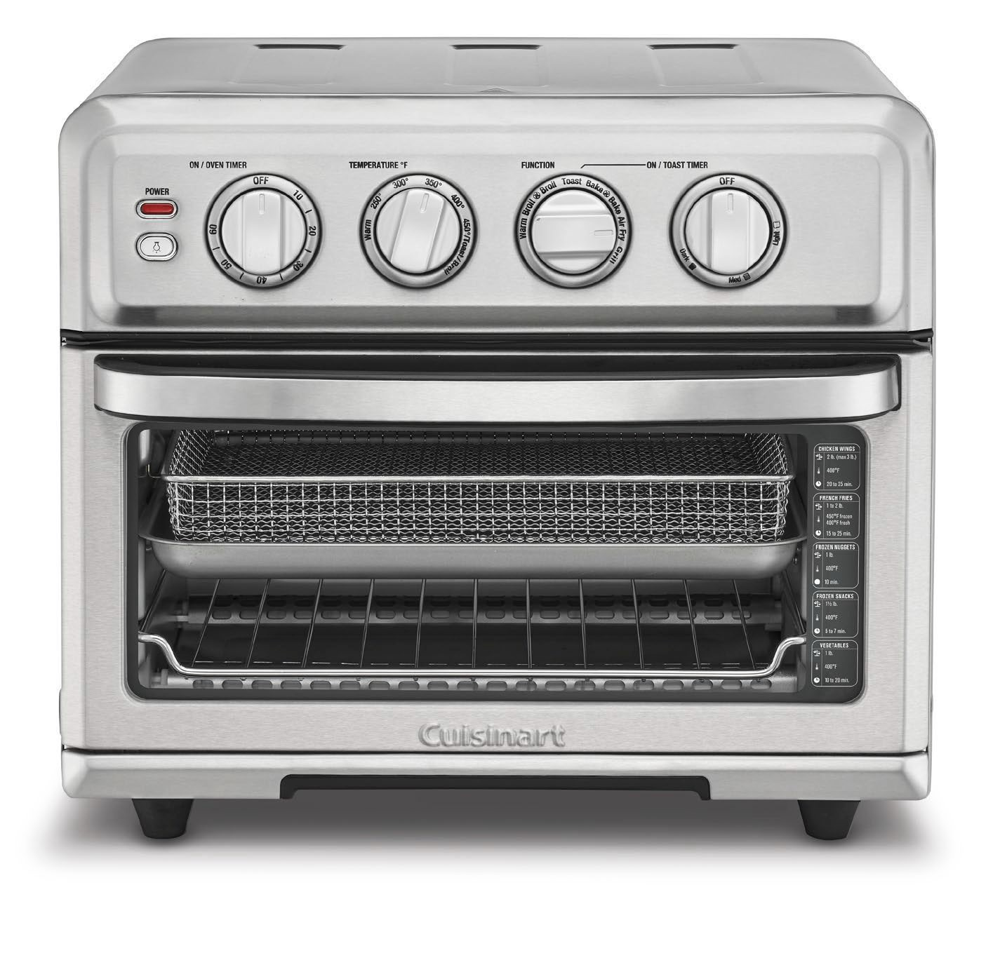 ON / OVEN TIMER
TEMPERATURE °F
FUNCTION
ON / TOAST TIMER
POWER
OFF
10
20
30
40
50
60
Warm
250°
300°
350°
400°
450°/Toast/Broil
Warm
Broil
Broil
Toast
Bake
Bake
Air Fry
Grill
OFF
Light
Med
Dark
CHICKEN WINGS
2 lb. (max 3 lb.)
400°F
20 to 25 min.
FRENCH FRIES
1 to 2 lb.
450°F frozen
400°F fresh
15 to 25 min.
FROZEN NUGGETS
1 lb.
400°F
10 min.
FROZEN SNACKS
1½ lb.
400°F
5 to 7 min.
VEGETABLES
1 lb.
400°F
10 to 20 min.
Cuisinart